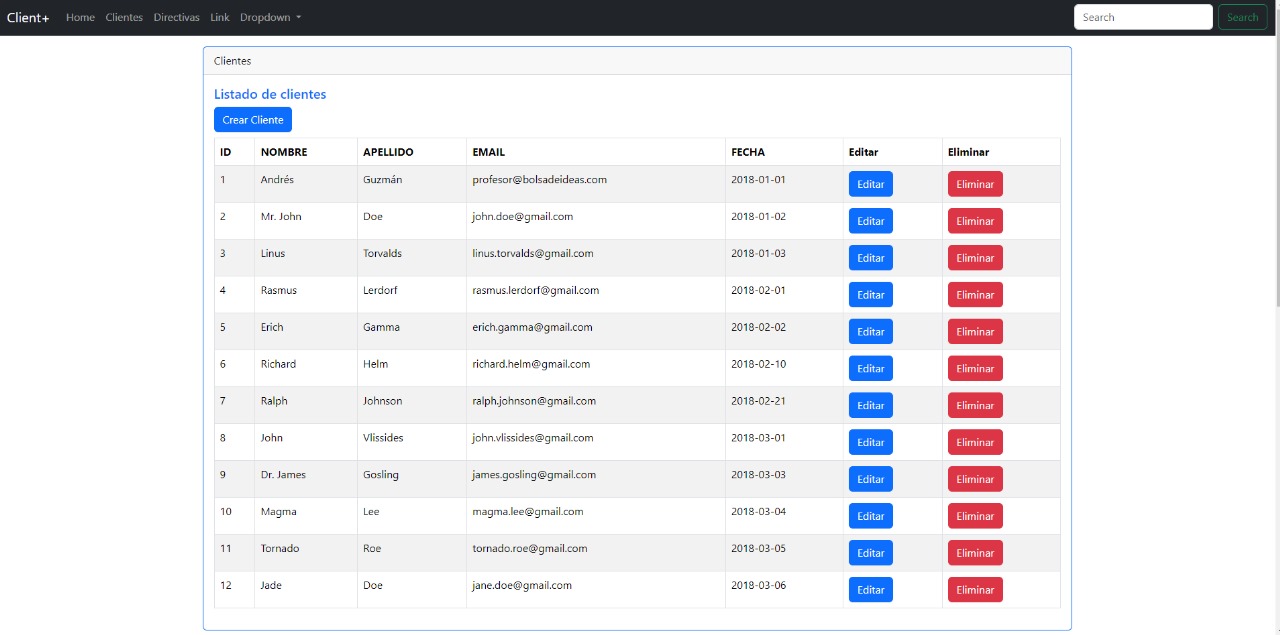 Client+ Home Clientes Directivas Link Dropdown Search Search
Clientes
Listado de clientes
Crear Cliente
ID NOMBRE APELLIDO EMAIL FECHA Editar Eliminar
1 Andrés Guzmán profesor@bolsadeideas.com 2018-01-01 Editar Eliminar
2 Mr. John Doe john.doe@gmail.com 2018-01-02 Editar Eliminar
3 Linus Torvalds linus.torvalds@gmail.com 2018-01-03 Editar Eliminar
4 Rasmus Lerdorf rasmus.lerdorf@gmail.com 2018-02-01 Editar Eliminar
5 Erich Gamma erich.gamma@gmail.com 2018-02-02 Editar Eliminar
6 Richard Helm richard.helm@gmail.com 2018-02-10 Editar Eliminar
7 Ralph Johnson ralph.johnson@gmail.com 2018-02-21 Editar Eliminar
8 John Vlissides john.vlissides@gmail.com 2018-03-01 Editar Eliminar
9 Dr. James Gosling james.gosling@gmail.com 2018-03-03 Editar Eliminar
10 Magma Lee magma.lee@gmail.com 2018-03-04 Editar Eliminar
11 Tornado Roe tornado.roe@gmail.com 2018-03-05 Editar Eliminar
12 Jade Doe jane.doe@gmail.com 2018-03-06 Editar Eliminar